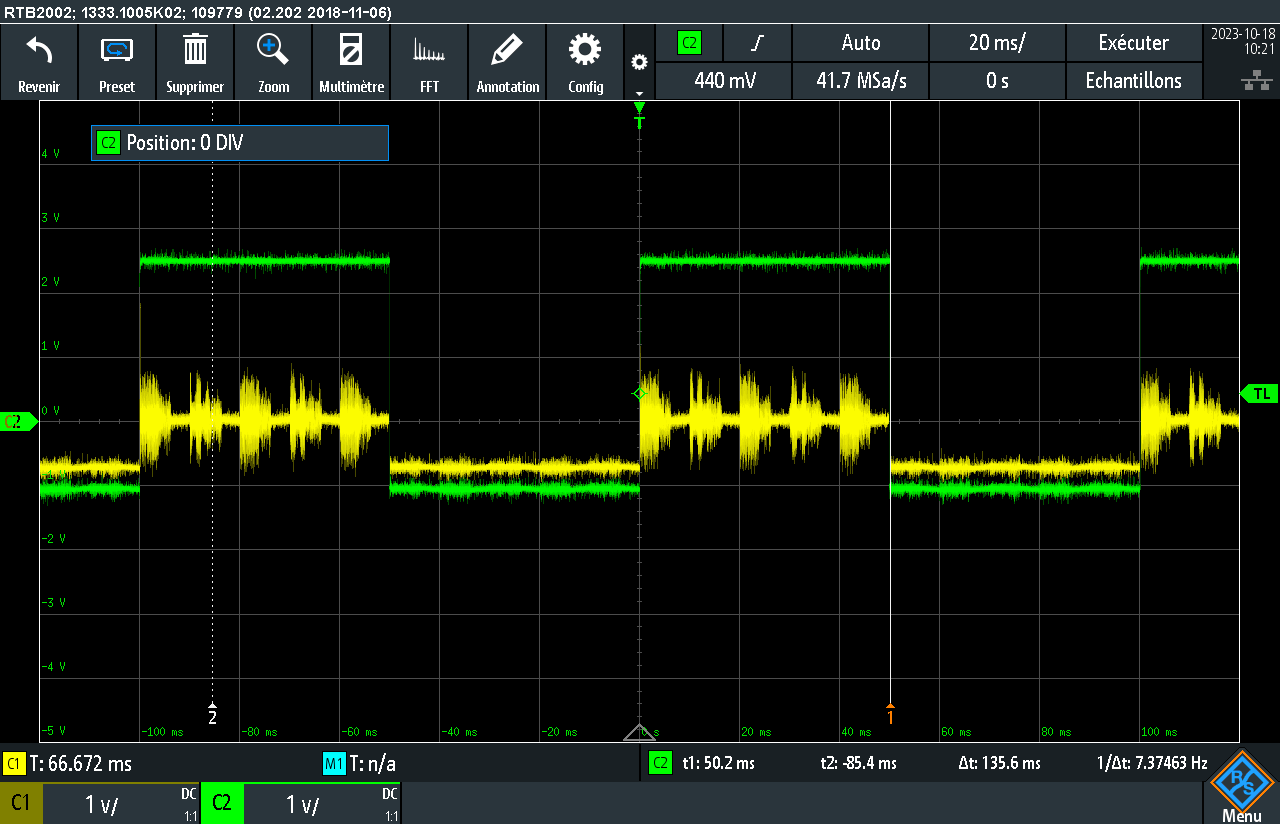 RTB2002; 1333.1005K02; 109779 (02.202 2018-11-06)
Revenir Preset Supprimer Zoom Multimètre FFT Annotation Config
C2 Auto 20 ms/ Exécuter
440 mV 41.7 MSa/s 0 s Echantillons
2023-10-18
10:21
T
C2 Position: 0 DIV
4 V
3 V
2 V
1 V
TL
0 V
C2
-1 V
-2 V
-3 V
-4 V
2
1
-5 V -100 ms -80 ms -60 ms -40 ms -20 ms 0 s 20 ms 40 ms 60 ms 80 ms 100 ms
C1 T: 66.672 ms M1 T: n/a C2 t1: 50.2 ms t2: -85.4 ms Δt: 135.6 ms 1/Δt: 7.37463 Hz
C1 1 V/ DC 1:1 C2 1 V/ DC 1:1
R S
Menu